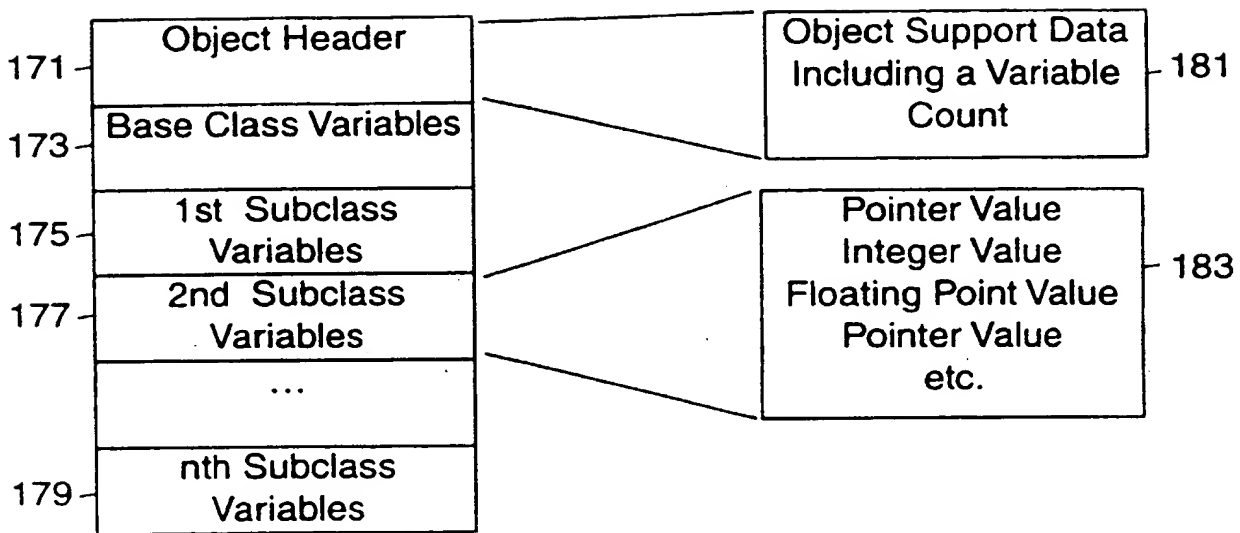 Object Header
171
Base Class Variables
173
1st Subclass
Variables
175
2nd Subclass
Variables
177
...
nth Subclass
Variables
179
Object Support Data
Including a Variable
Count
181
Pointer Value
Integer Value
Floating Point Value
Pointer Value
etc.
183